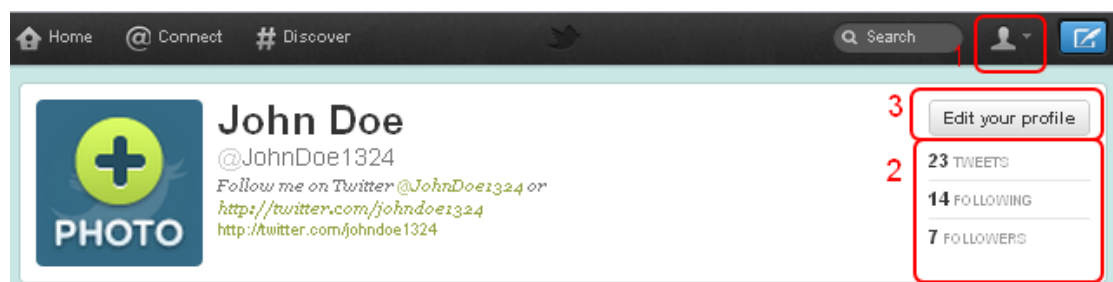 Home @ Connect # Discover Search
1
PHOTO
John Doe
@JohnDoe1324
Follow me on Twitter @JohnDoe1324 or
http://twitter.com/johndoe1324
http://twitter.com/johndoe1324
3
Edit your profile
2
23 TWEETS
14 FOLLOWING
7 FOLLOWERS